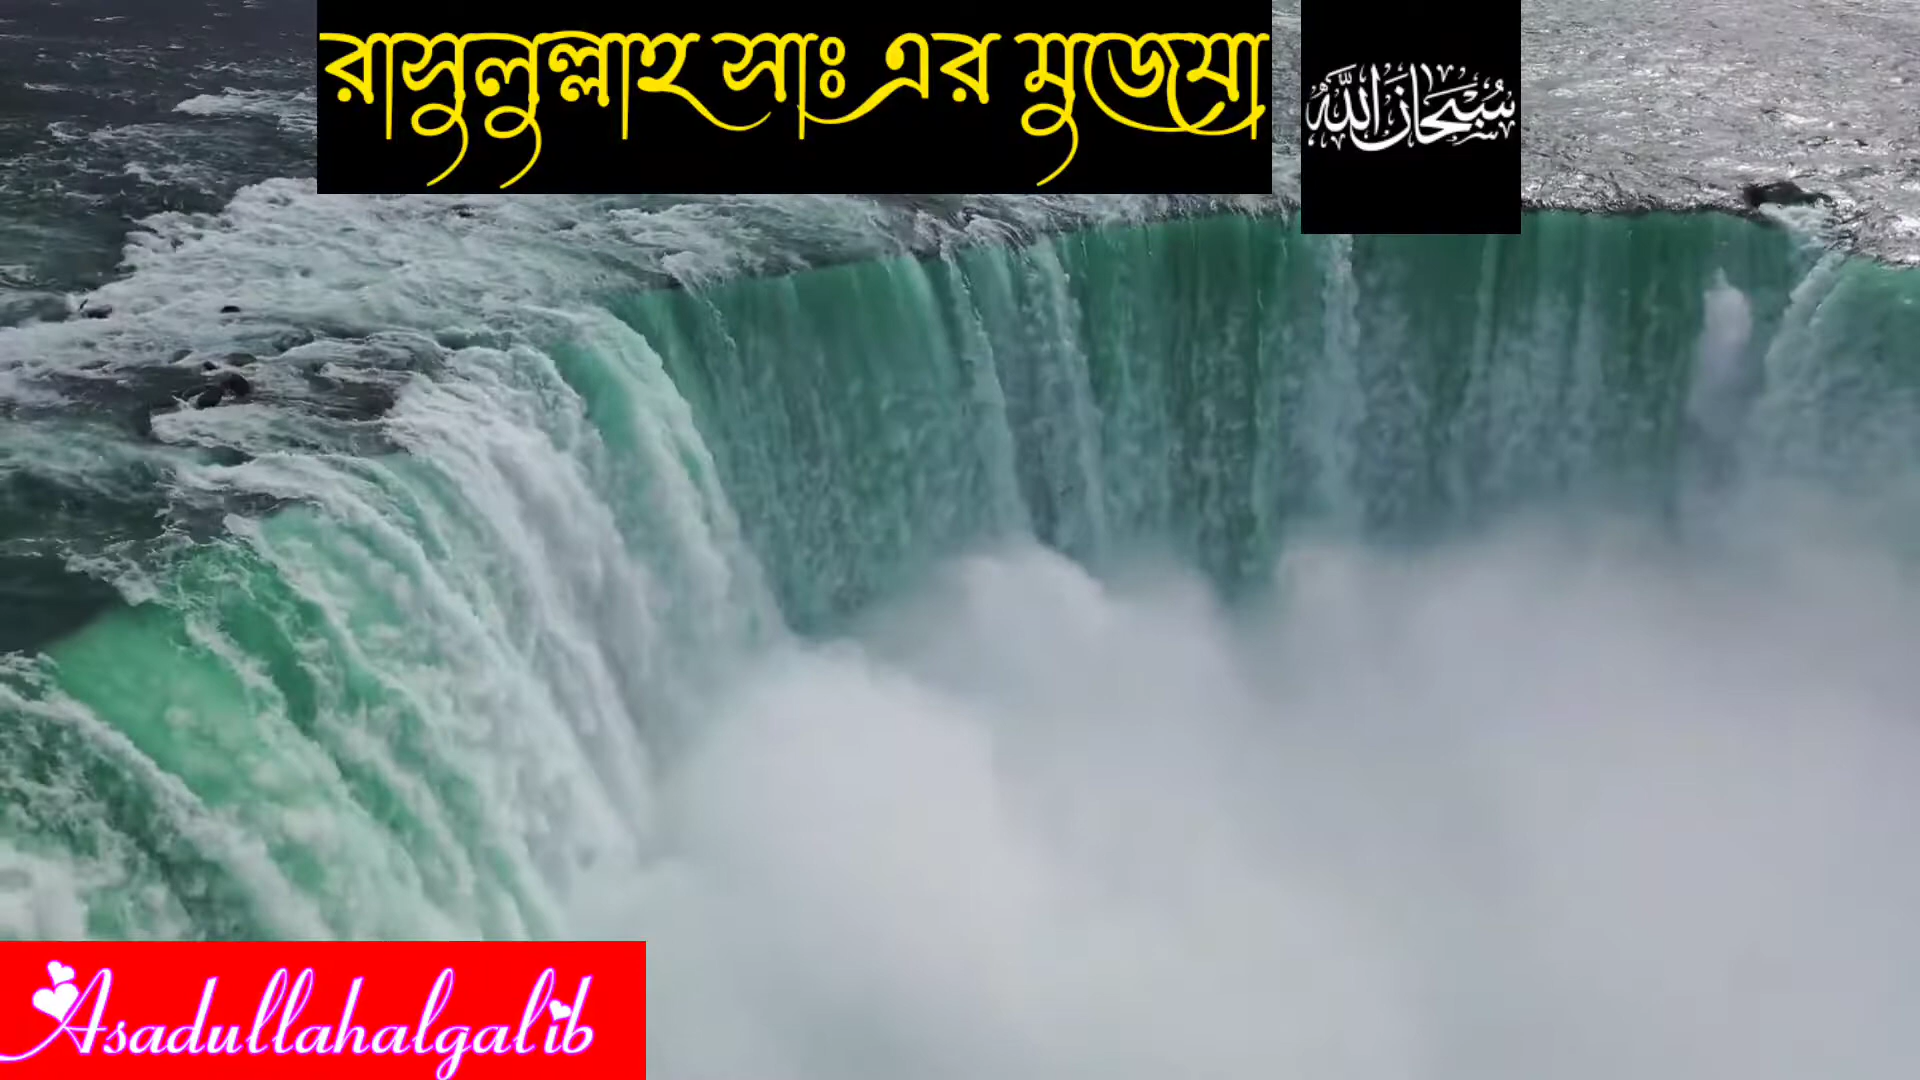 রাসুলুল্লাহ সাঃ এর মুজেযা
سُبْحَانَ اللّٰه
Asadullahalgalib